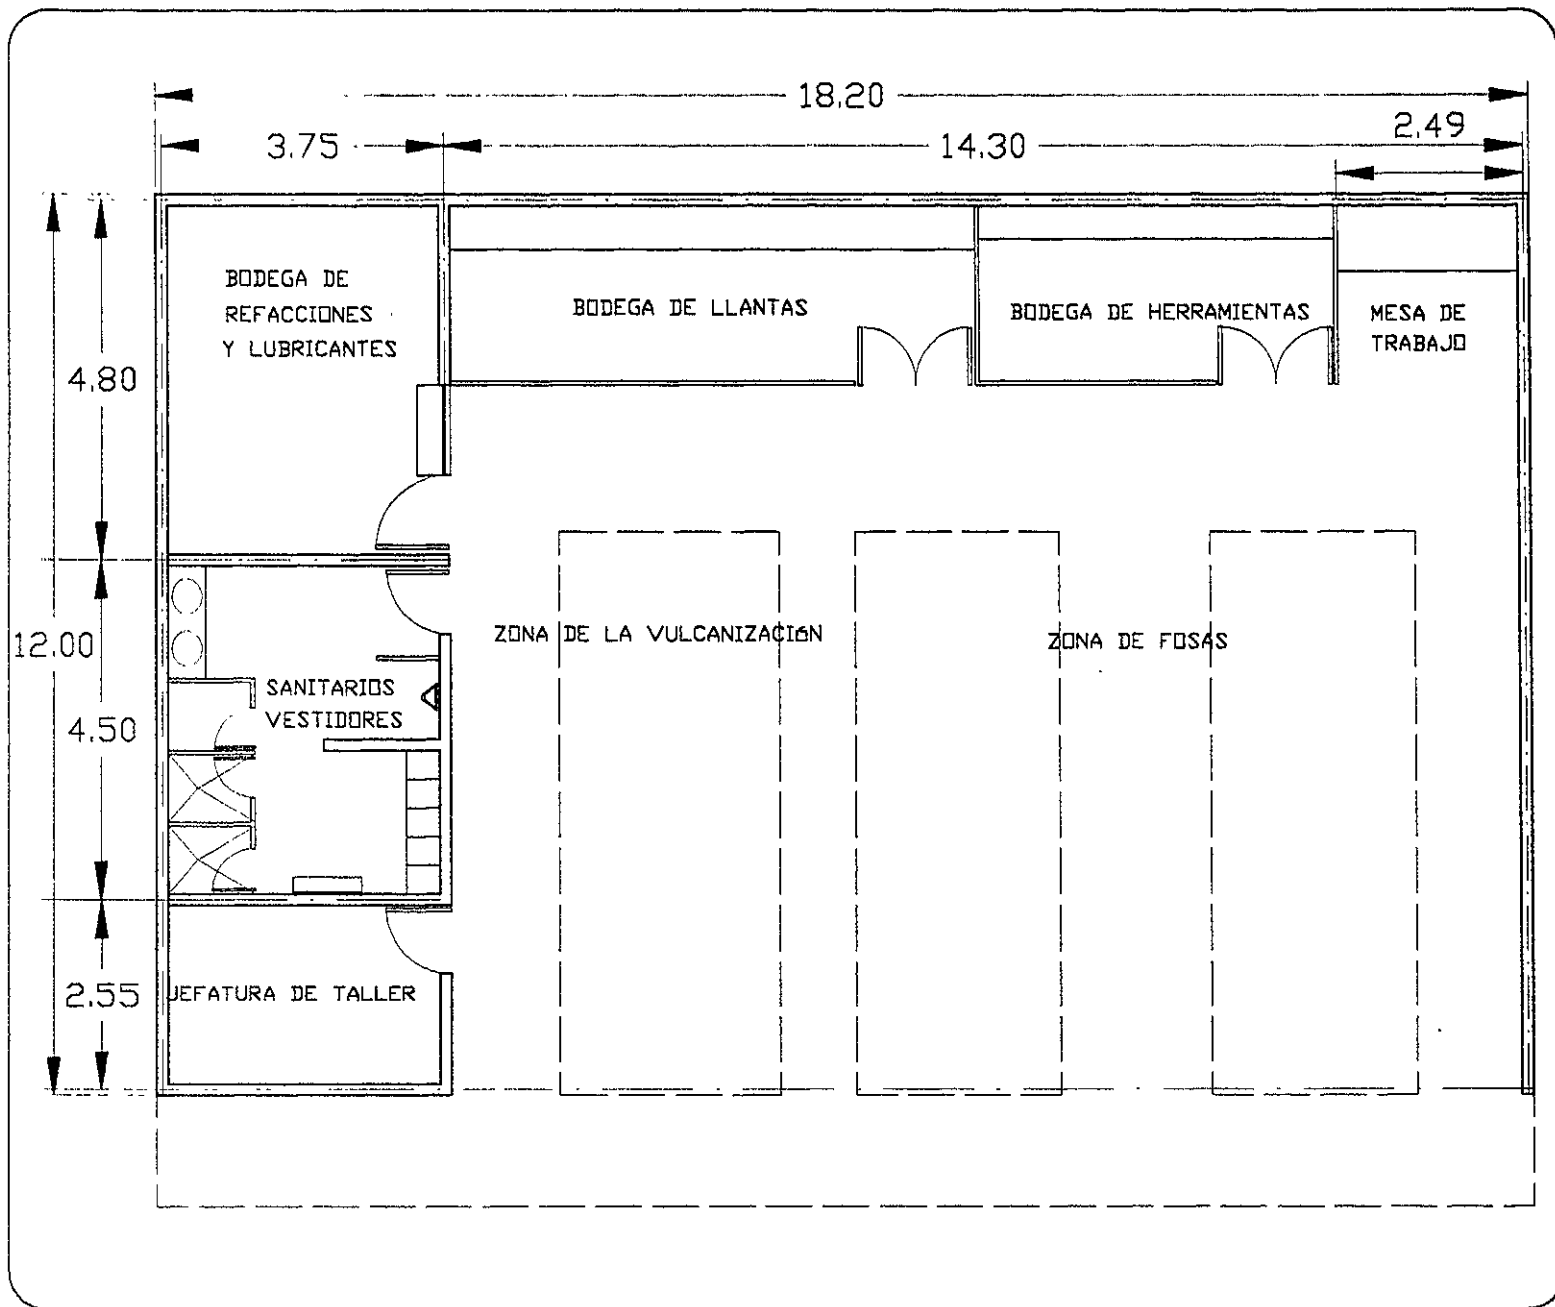 18.20
2.49
3.75
14.30
BODEGA DE
REFACCIONES
Y LUBRICANTES
BODEGA DE LLANTAS
BODEGA DE HERRAMIENTAS
MESA DE
TRABAJO
4.80
12.00
ZONA DE LA VULCANIZACION
ZONA DE FOSAS
SANITARIOS
VESTIDORES
4.50
2.55
JEFATURA DE TALLER